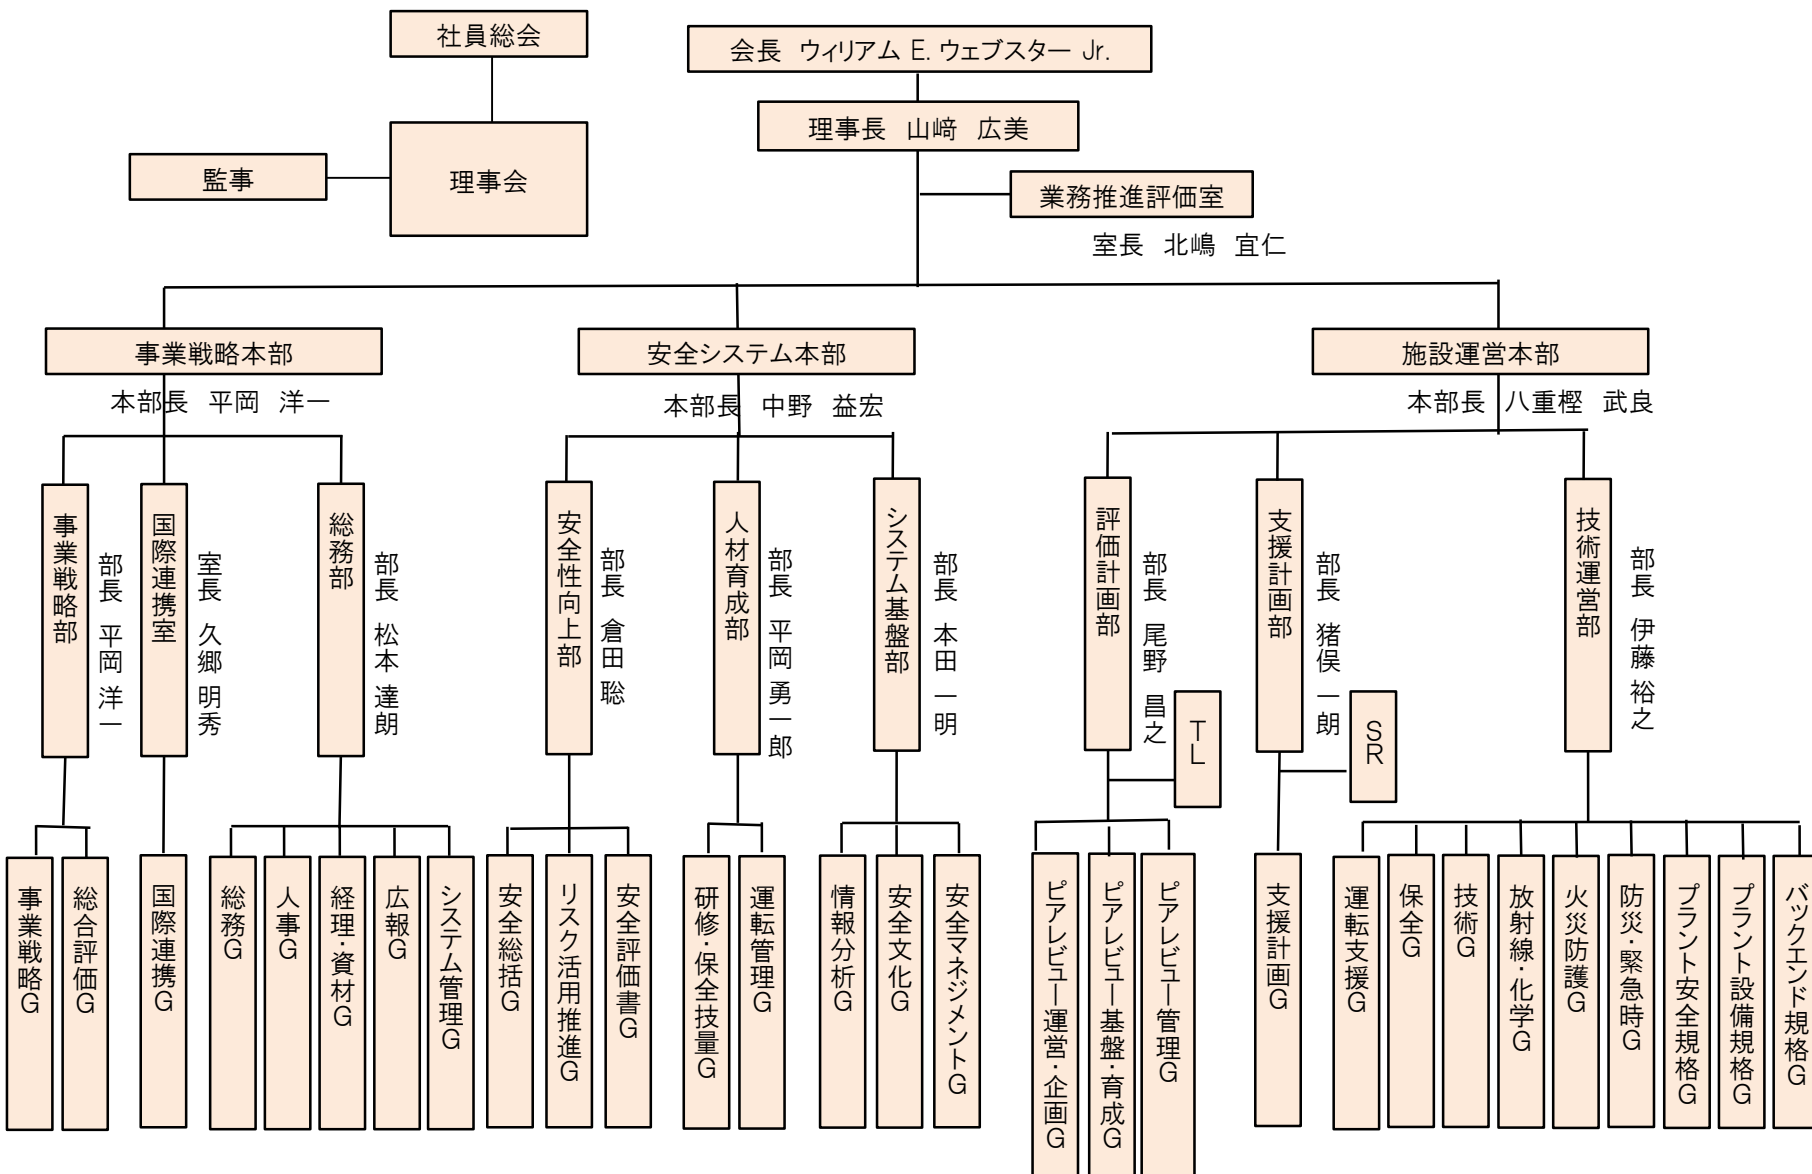 社員総会
会長 ウィリアム E. ウェブスター Jr.
理事長 山﨑 広美
監事
理事会
業務推進評価室
室長 北嶋 宜仁
事業戦略本部
本部長 平岡 洋一
安全システム本部
本部長 中野 益宏
施設運営本部
本部長 八重樫 武良
事業戦略部
部長 平岡 洋一
国際連携室
室長 久郷 明秀
総務部
部長 松本 達朗
安全性向上部
部長 倉田 聡
人材育成部
部長 平岡 勇一郎
システム基盤部
部長 本田 一明
評価計画部
部長 尾野 昌之
TL
支援計画部
部長 猪俣 一朗
SR
技術運営部
部長 伊藤 裕之
事業戦略G
総合評価G
国際連携G
総務G
人事G
経理・資材G
広報G
システム管理G
安全総括G
リスク活用推進G
安全評価書G
研修・保全技量G
運転管理G
情報分析G
安全文化G
安全マネジメントG
ピアレビュー運営・企画G
ピアレビュー基盤・育成G
ピアレビュー管理G
支援計画G
運転支援G
保全G
技術G
放射線・化学G
火災防護G
防災・緊急時G
プラント安全規格G
プラント設備規格G
バックエンド規格G